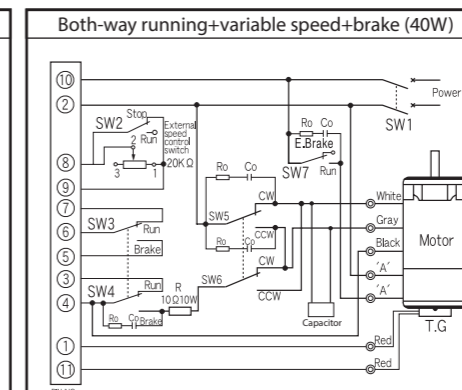 Both-way running+variable speed+brake (40W)
10
2
8
9
7
6
5
3
4
1
11
SW2
Stop
2 Run
3
1
External
speed
control
switch
20KΩ
SW3
Run
Brake
SW4
Run
Ro Co
Brake
R
10Ω10W
Ro Co
SW5
CW
CCW
Ro Co
SW6
CW
CCW
Ro Co
E.Brake
SW7
Run
SW1
Power
Capacitor
White
Gray
Black
'A'
'A'
Red
Red
Motor
T.G